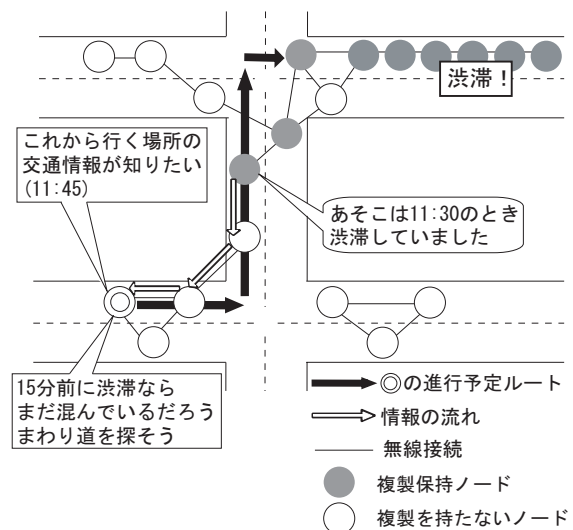 渋滞！
これから行く場所の
交通情報が知りたい
(11:45)
あそこは11:30のとき
渋滞していました
15分前に渋滞なら
まだ混んでいるだろう
まわり道を探そう
◎の進行予定ルート
情報の流れ
無線接続
複製保持ノード
複製を持たないノード